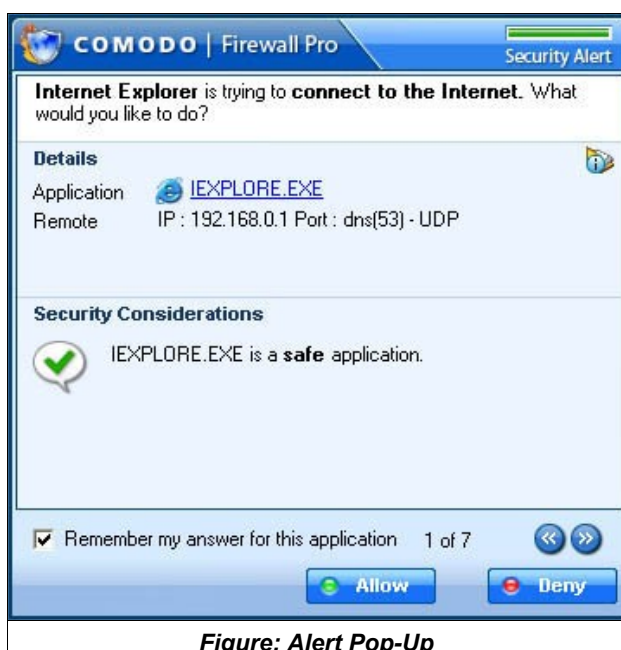 COMODO | Firewall Pro
Security Alert
Internet Explorer is trying to connect to the Internet. What
would you like to do?
Details
Application IEXPLORE.EXE
Remote IP : 192.168.0.1 Port : dns(53) - UDP
Security Considerations
IEXPLORE.EXE is a safe application.
Remember my answer for this application 1 of 7
Allow Deny
Figure: Alert Pop-Up